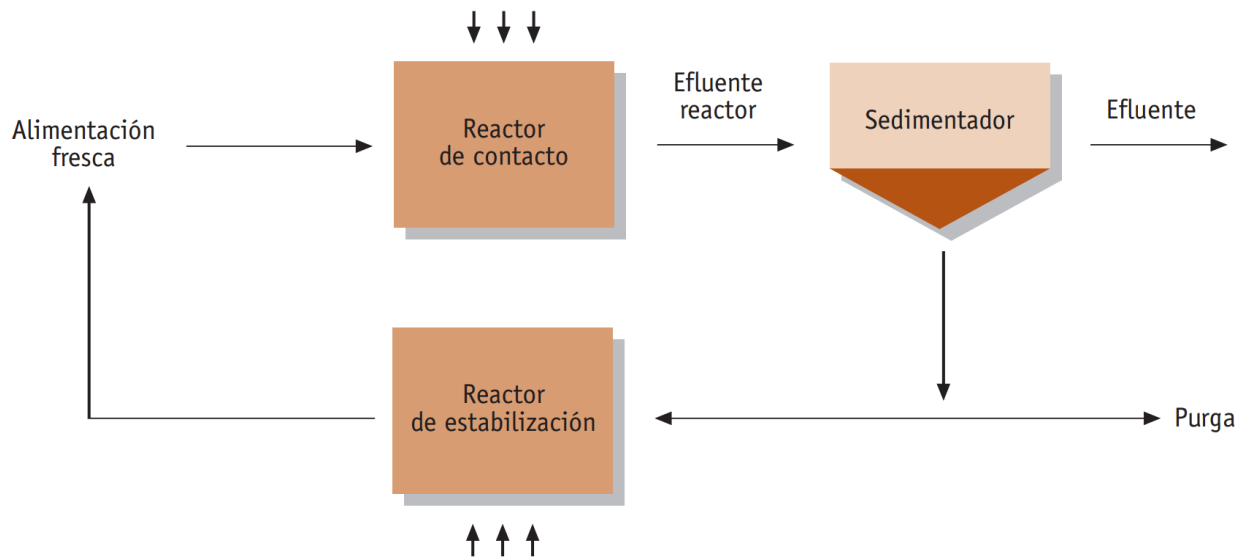 Alimentación
fresca
Reactor
de contacto
Efluente
reactor
Sedimentador
Efluente
Reactor
de estabilización
Purga